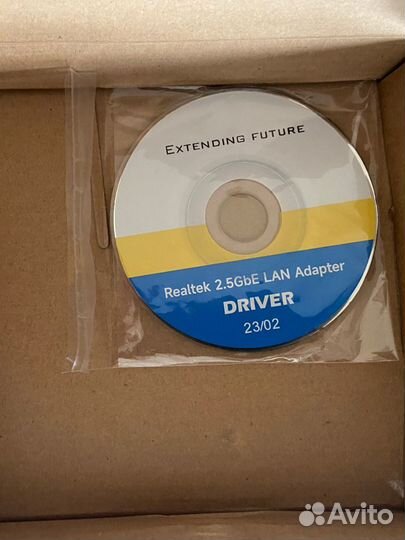 EXTENDING FUTURE
Realtek 2.5GbE LAN Adapter
DRIVER
23/02
Avito